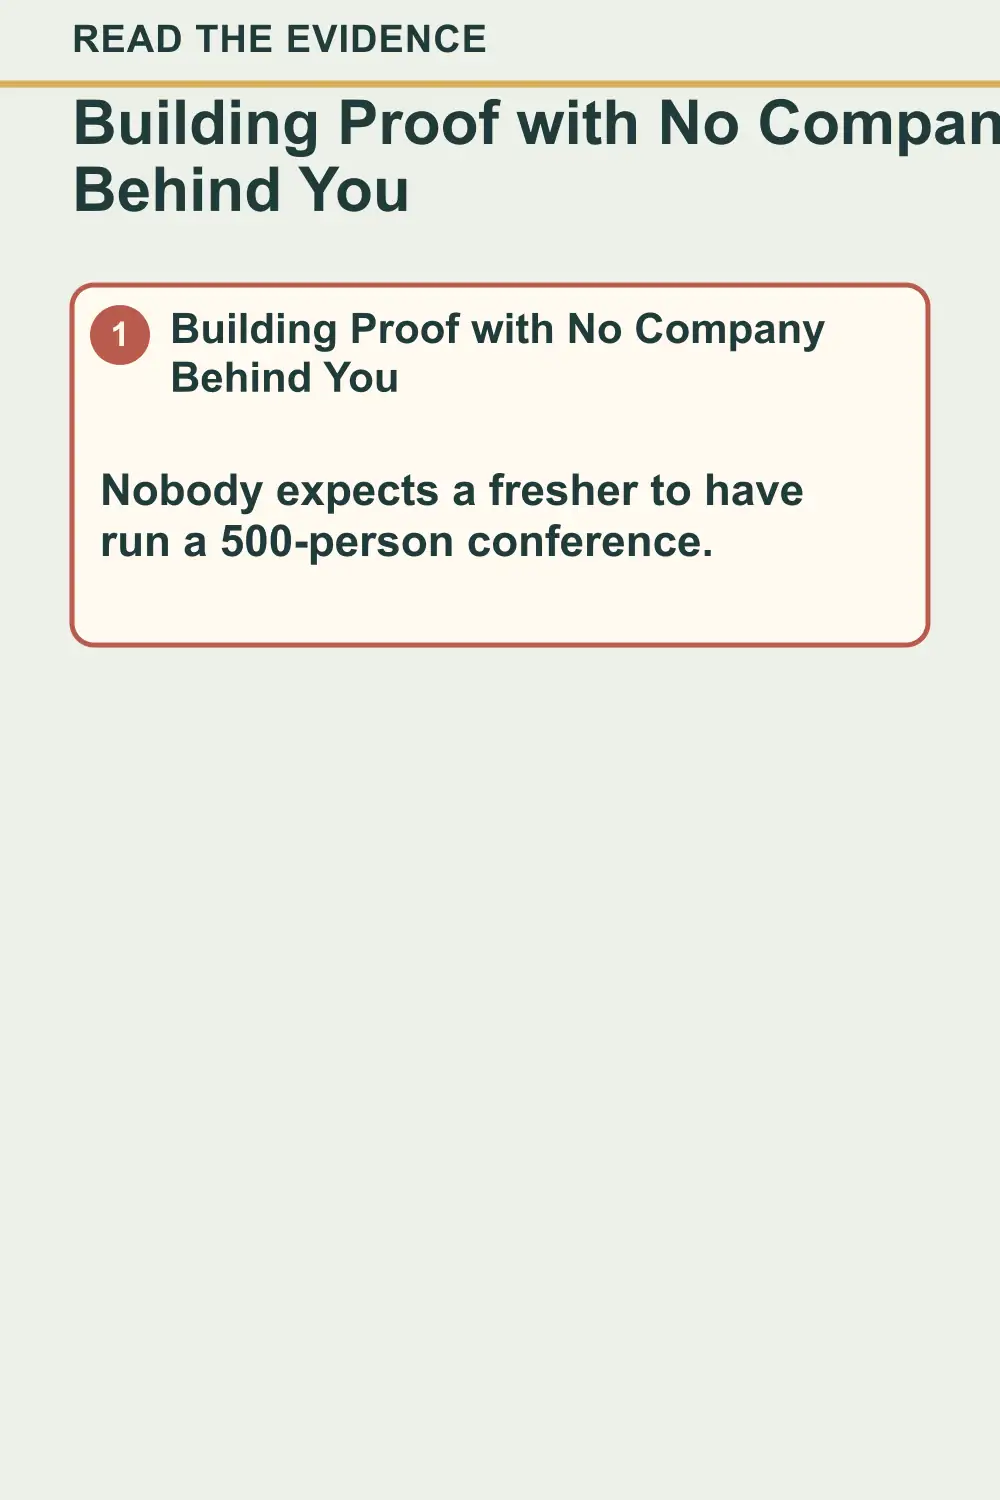 READ THE EVIDENCE
Building Proof with No Compan
Behind You
1
Building Proof with No Company
Behind You
Nobody expects a fresher to have
run a 500-person conference.